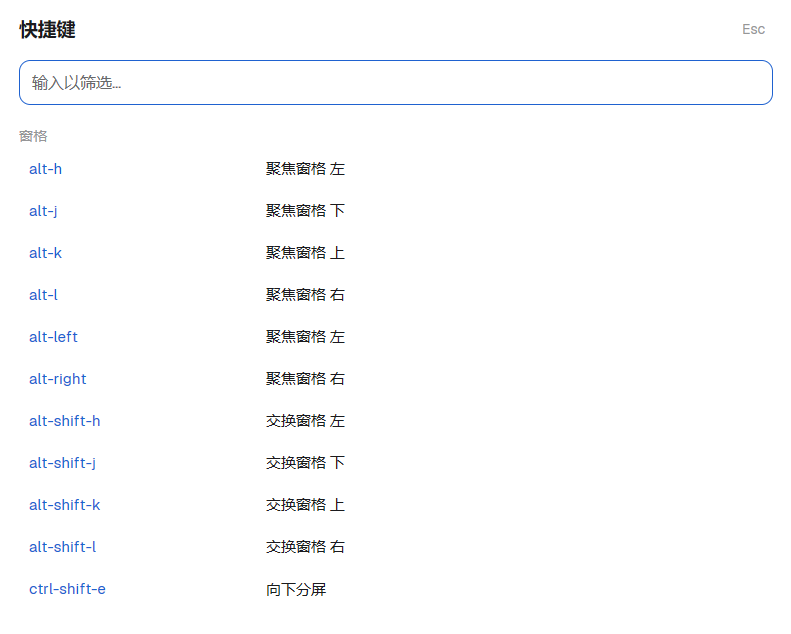 快捷键 Esc
输入以筛选...
窗格
alt-h 聚焦窗格 左
alt-j 聚焦窗格 下
alt-k 聚焦窗格 上
alt-l 聚焦窗格 右
alt-left 聚焦窗格 左
alt-right 聚焦窗格 右
alt-shift-h 交换窗格 左
alt-shift-j 交换窗格 下
alt-shift-k 交换窗格 上
alt-shift-l 交换窗格 右
ctrl-shift-e 向下分屏